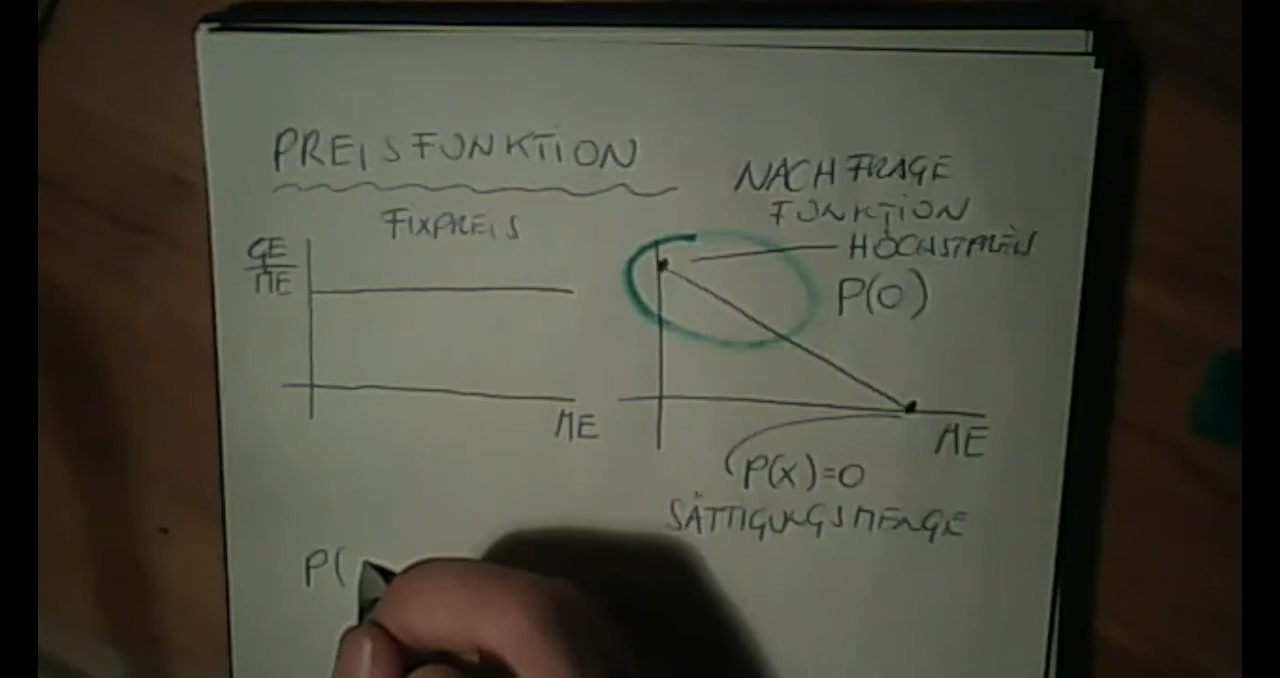 PREISFUNKTION
FIXPREIS
GE
ME
ME
NACHFRAGE
FUNKTION
HÖCHSTPREIS
P(0)
ME
P(X)=0
SÄTTIGUNGSMENGE
P(